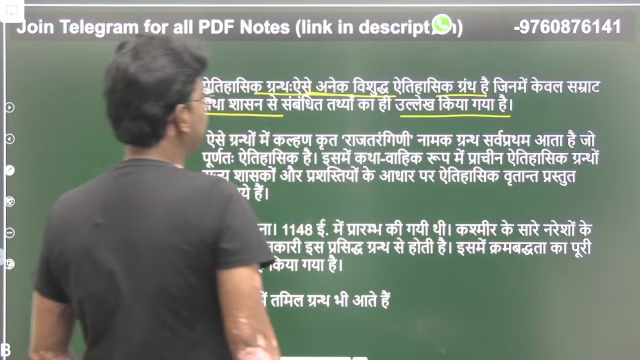 Join Telegram for all PDF Notes (link in descript n) -9760876141
ऐतिहासिक ग्रन्थःऐसे अनेक विशुद्ध ऐतिहासिक ग्रंथ है जिनमें केवल सम्राट
तथा शासन से संबंधित तथ्यों का ही उल्लेख किया गया है।
ऐसे ग्रन्थों में कल्हण कृत ‘राजतरंगिणी’ नामक ग्रन्थ सर्वप्रथम आता है जो
पूर्णतः ऐतिहासिक है। इसमें कथा-वाहिक रूप में प्राचीन ऐतिहासिक ग्रन्थों
शासकों और प्रशस्तियों के आधार पर ऐतिहासिक वृतान्त प्रस्तुत
हैं।
1148 ई. में प्रारम्भ की गयी थी। कश्मीर के सारे नरेशों के
इस प्रसिद्ध ग्रन्थ से होती है। इसमें क्रमबद्धता का पूरी
किया गया है।
में तमिल ग्रन्थ भी आते हैं
B